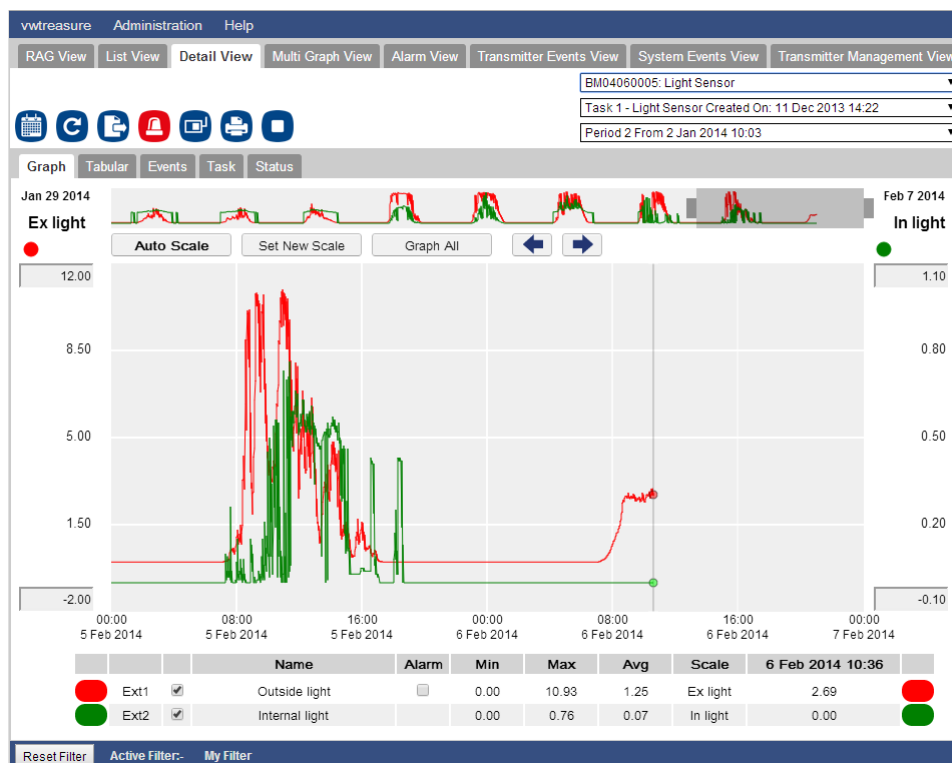 vwtreasure Administration Help
RAG View List View Detail View Multi Graph View Alarm View Transmitter Events View System Events View Transmitter Management View
BM04060005: Light Sensor
Task 1 - Light Sensor Created On: 11 Dec 2013 14:22
Period 2 From 2 Jan 2014 10:03
Graph Tabular Events Task Status
Jan 29 2014 Feb 7 2014
Ex light In light
Auto Scale Set New Scale Graph All
12.00 1.10
8.50 0.80
5.00 0.50
1.50 0.20
-2.00 -0.10
00:00 08:00 16:00 00:00 08:00 16:00 00:00
5 Feb 2014 5 Feb 2014 5 Feb 2014 6 Feb 2014 6 Feb 2014 6 Feb 2014 7 Feb 2014
Name Alarm Min Max Avg Scale 6 Feb 2014 10:36
Ext1 Outside light 0.00 10.93 1.25 Ex light 2.69
Ext2 Internal light 0.00 0.76 0.07 In light 0.00
Reset Filter Active Filter:- My Filter